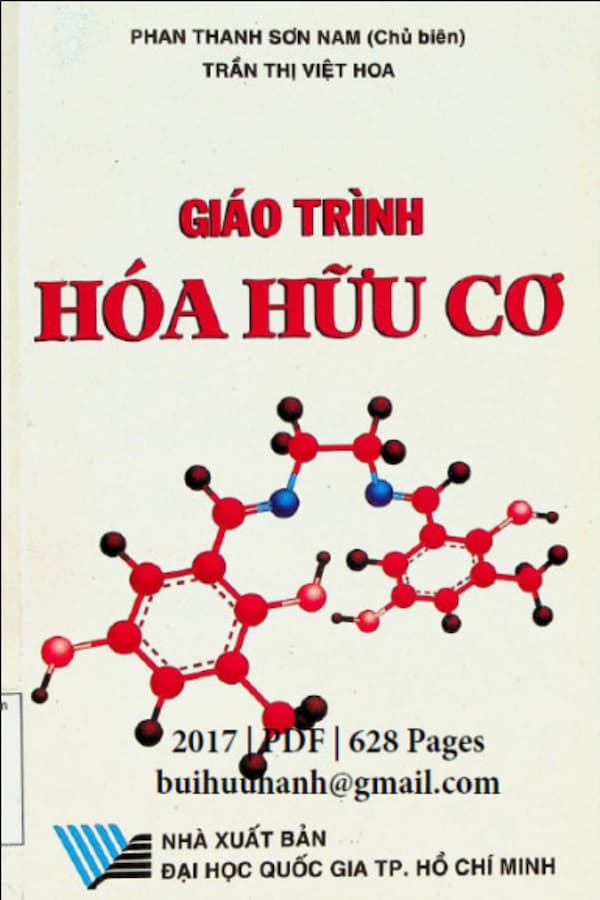 PHAN THANH SƠN NAM (Chủ biên)
TRẦN THỊ VIỆT HOA
GIÁO TRÌNH
HÓA HỮU CƠ
2017 | PDF | 628 Pages
buihuuhanh@gmail.com
NHÀ XUẤT BẢN
ĐẠI HỌC QUỐC GIA TP. HỒ CHÍ MINH